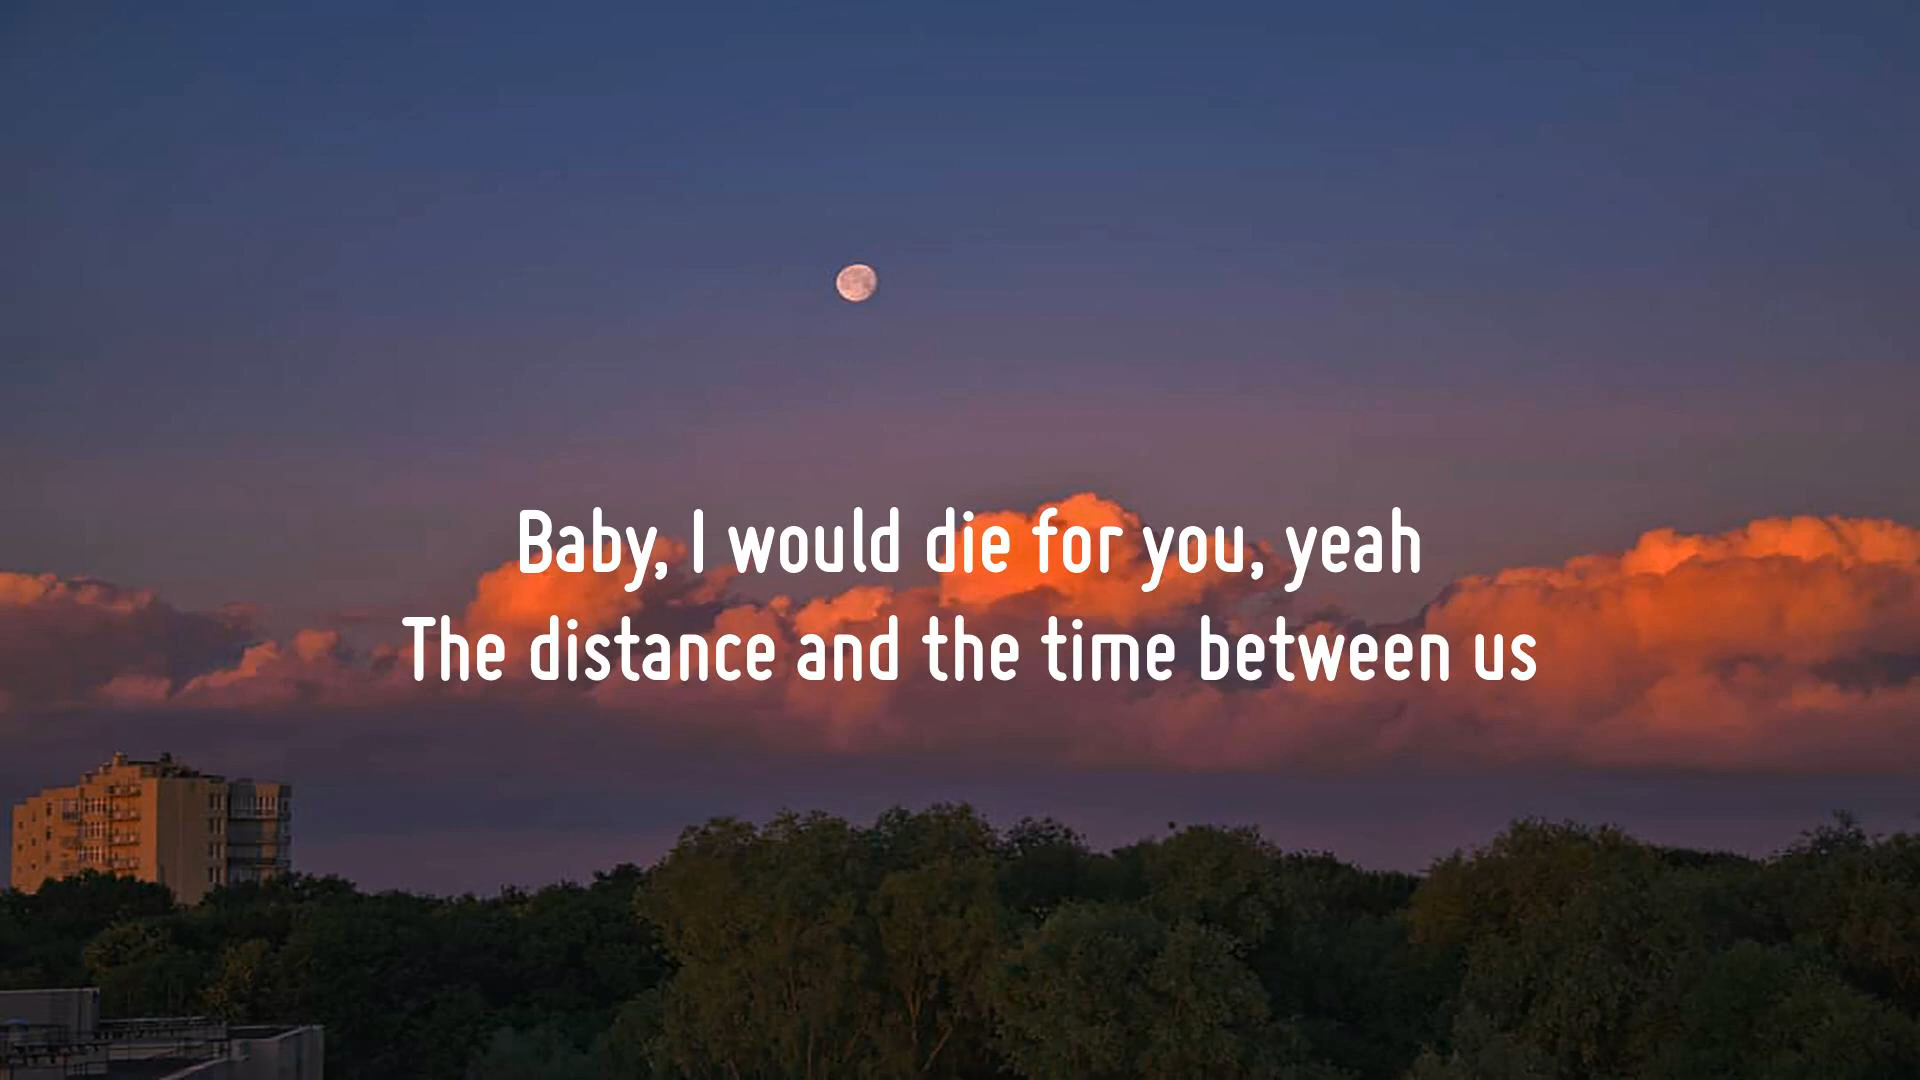 Baby, I would die for you, yeah
The distance and the time between us